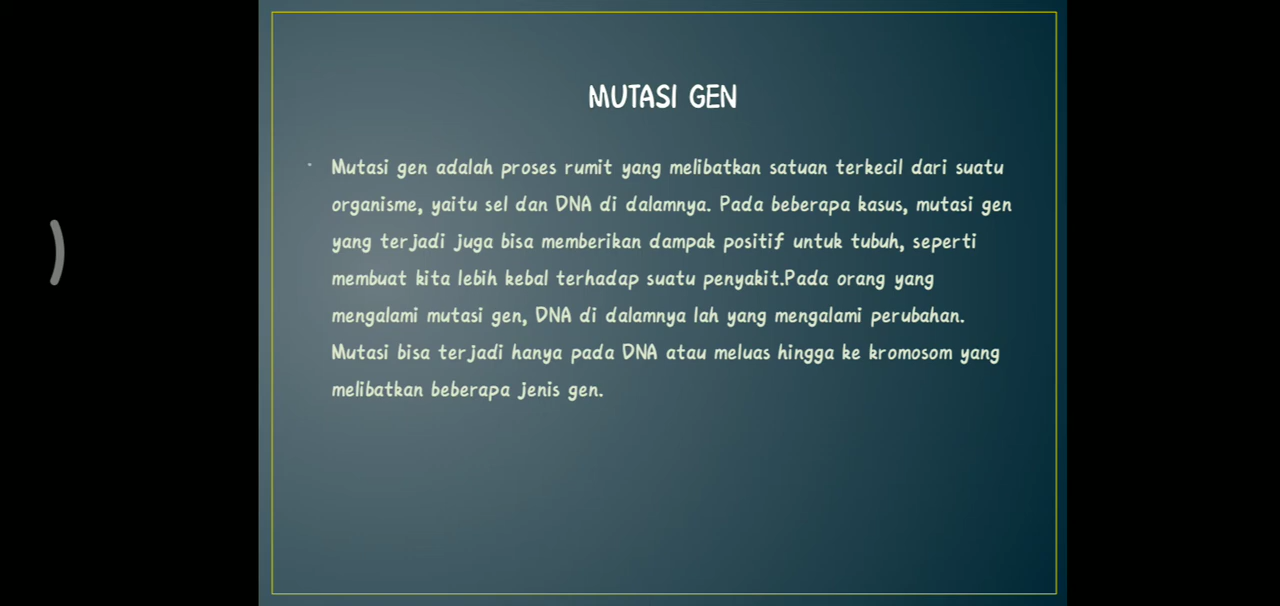 MUTASI GEN
Mutasi gen adalah proses rumit yang melibatkan satuan terkecil dari suatu
organisme, yaitu sel dan DNA di dalamnya. Pada beberapa kasus, mutasi gen
yang terjadi juga bisa memberikan dampak positif untuk tubuh, seperti
membuat kita lebih kebal terhadap suatu penyakit.Pada orang yang
mengalami mutasi gen, DNA di dalamnya lah yang mengalami perubahan.
Mutasi bisa terjadi hanya pada DNA atau meluas hingga ke kromosom yang
melibatkan beberapa jenis gen.